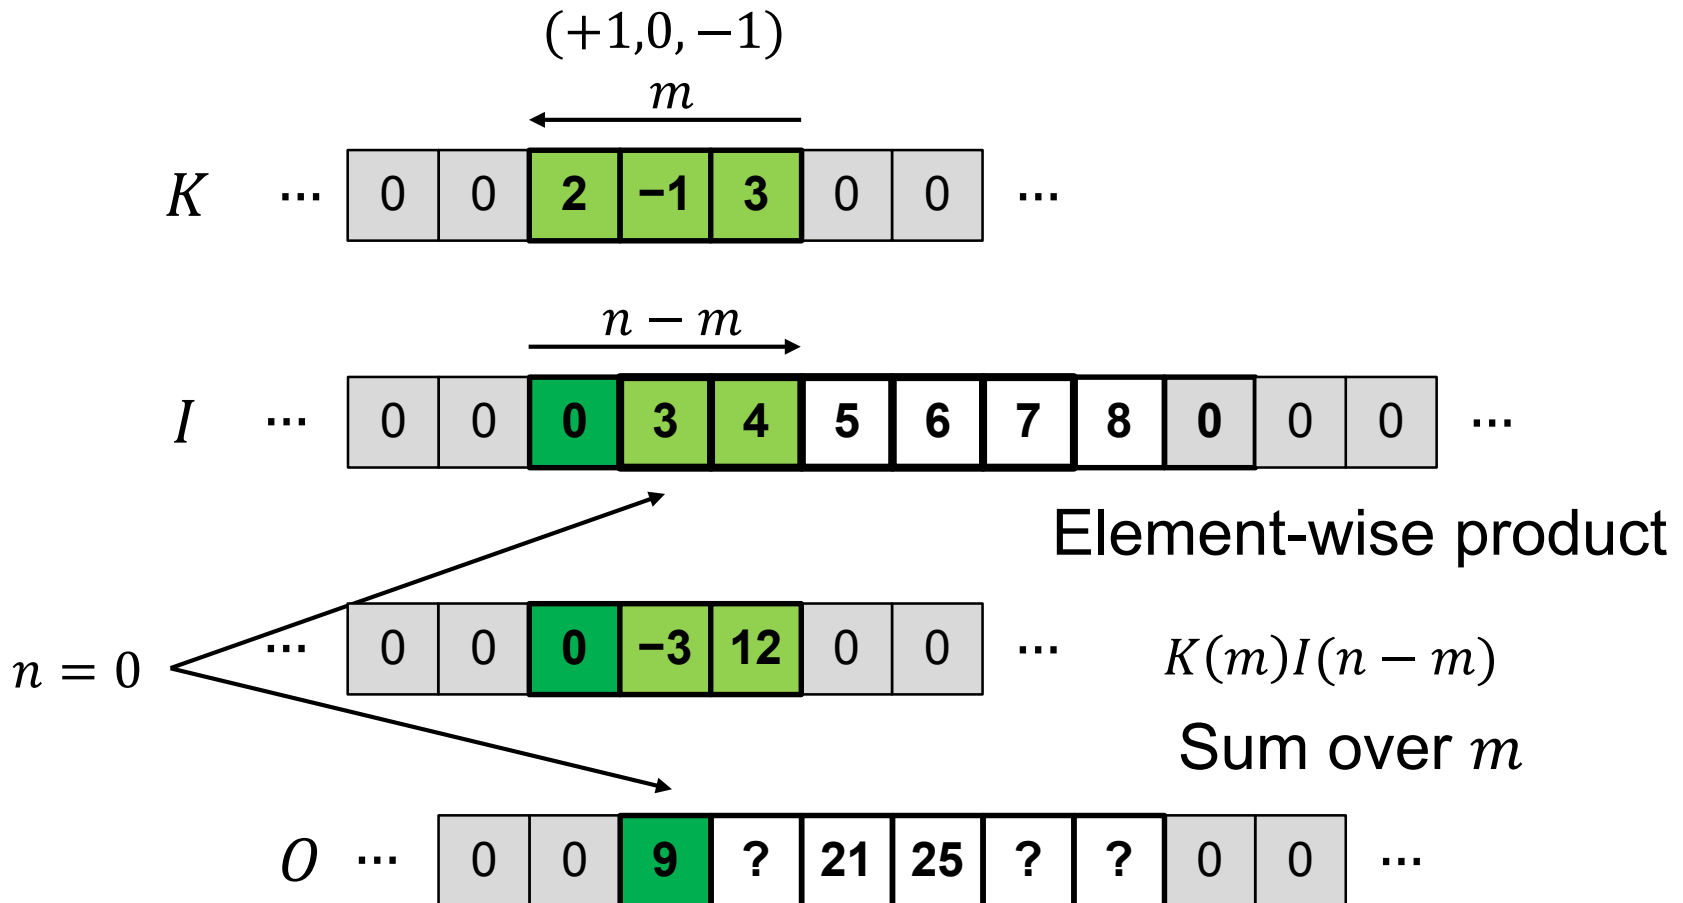 (+1,0, −1)
m
K ... 0 0 2 −1 3 0 0 ...
n − m
I ... 0 0 0 3 4 5 6 7 8 0 0 0 ...
Element-wise product
n = 0 ... 0 0 0 −3 12 0 0 ... K(m)I(n − m)
Sum over m
O ... 0 0 9 ? 21 25 ? ? 0 0 ...